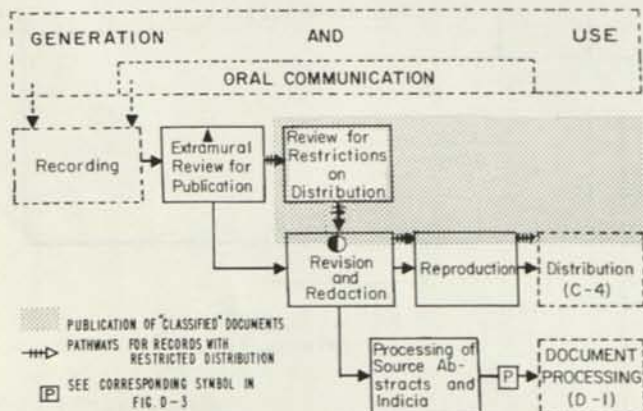 GENERATION AND USE
ORAL COMMUNICATION
Recording
Extramural
Review for
Publication
Review for
Restrictions
on
Distribution
Revision
and
Redaction
Reproduction
Distribution
(C-4)
PUBLICATION OF "CLASSIFIED" DOCUMENTS
PATHWAYS FOR RECORDS WITH
RESTRICTED DISTRIBUTION
P SEE CORRESPONDING SYMBOL IN
FIG. D-3
Processing of
Source Ab-
stracts and
Indicia
P
DOCUMENT
PROCESSING
(D-1)